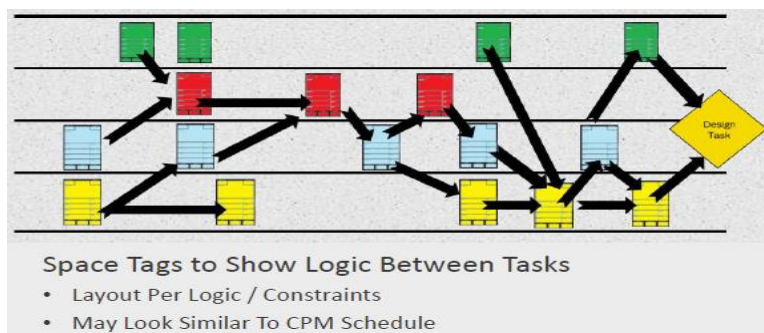 Design
Task
Space Tags to Show Logic Between Tasks
• Layout Per Logic / Constraints
• May Look Similar To CPM Schedule